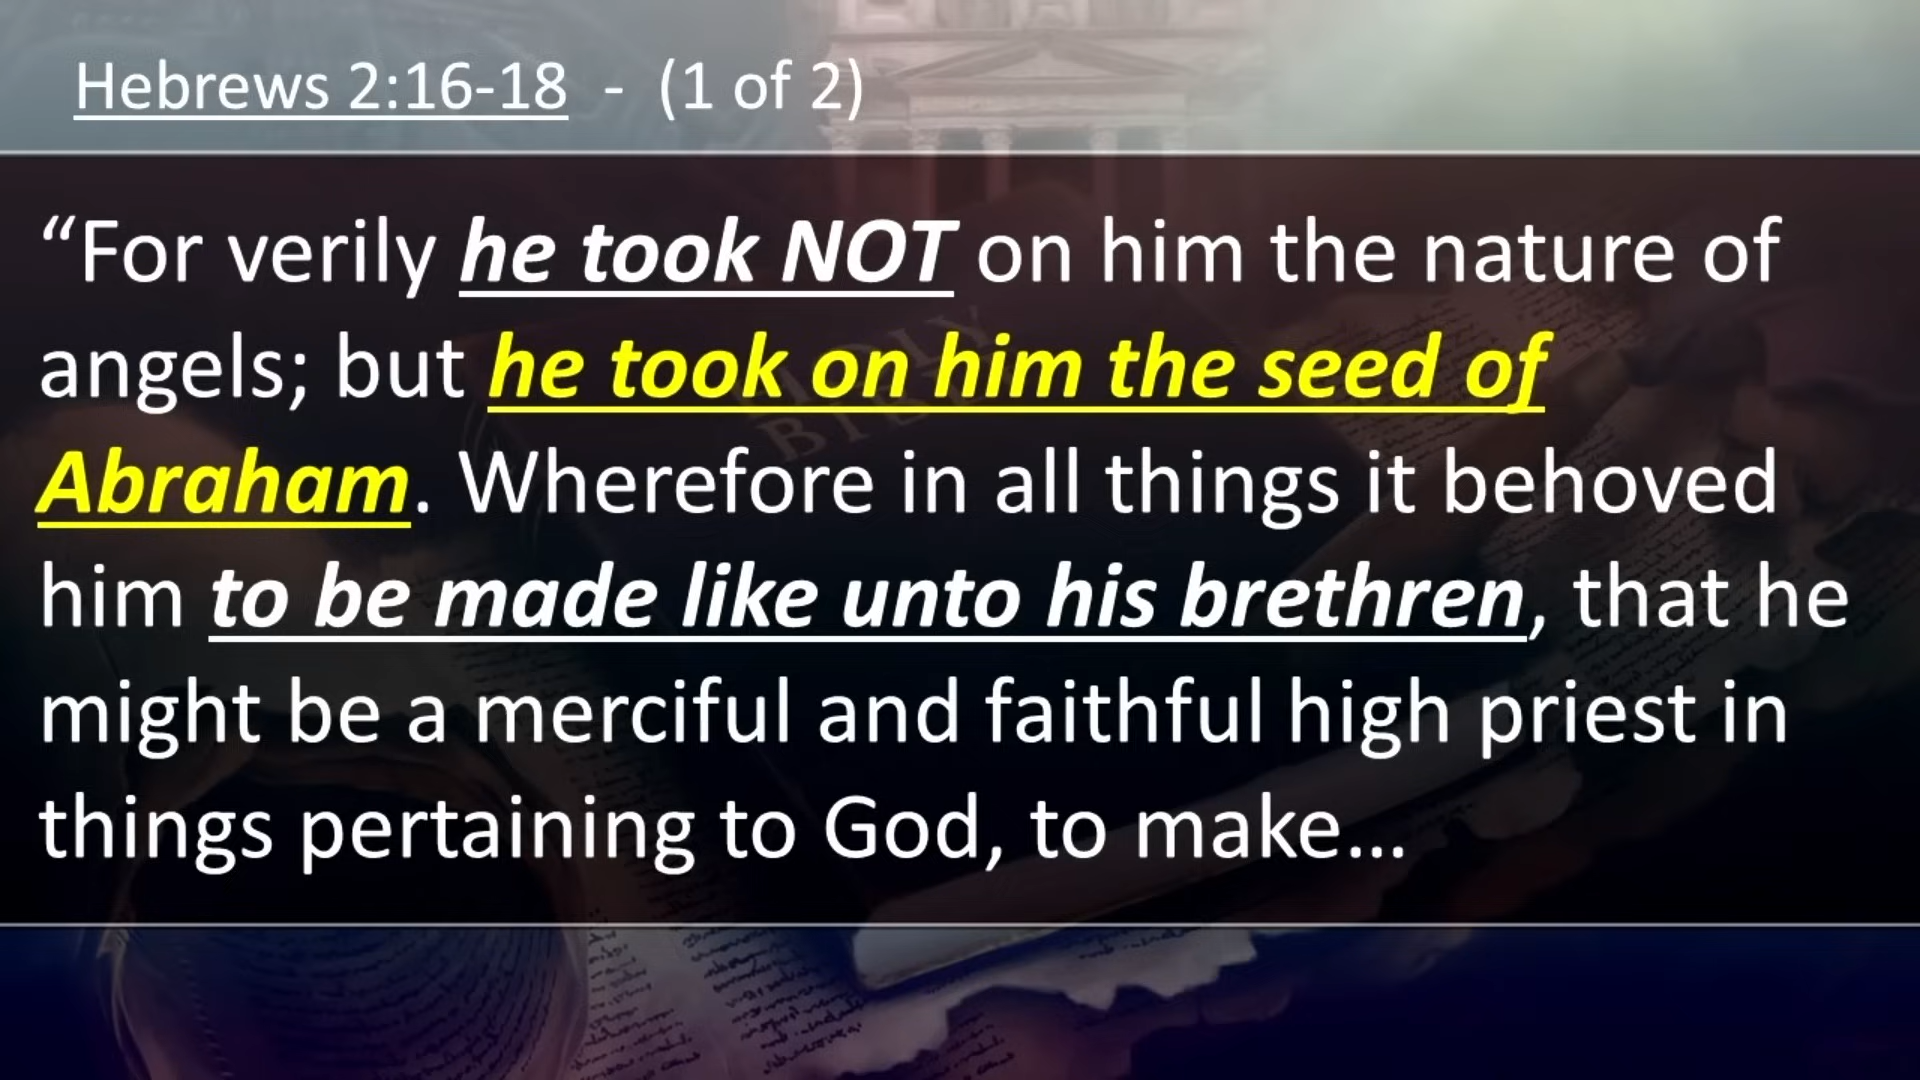 Hebrews 2:16-18 - (1 of 2)
“For verily he took NOT on him the nature of
angels; but he took on him the seed of
Abraham. Wherefore in all things it behoved
him to be made like unto his brethren, that he
might be a merciful and faithful high priest in
things pertaining to God, to make…
HOLY
BIBLE